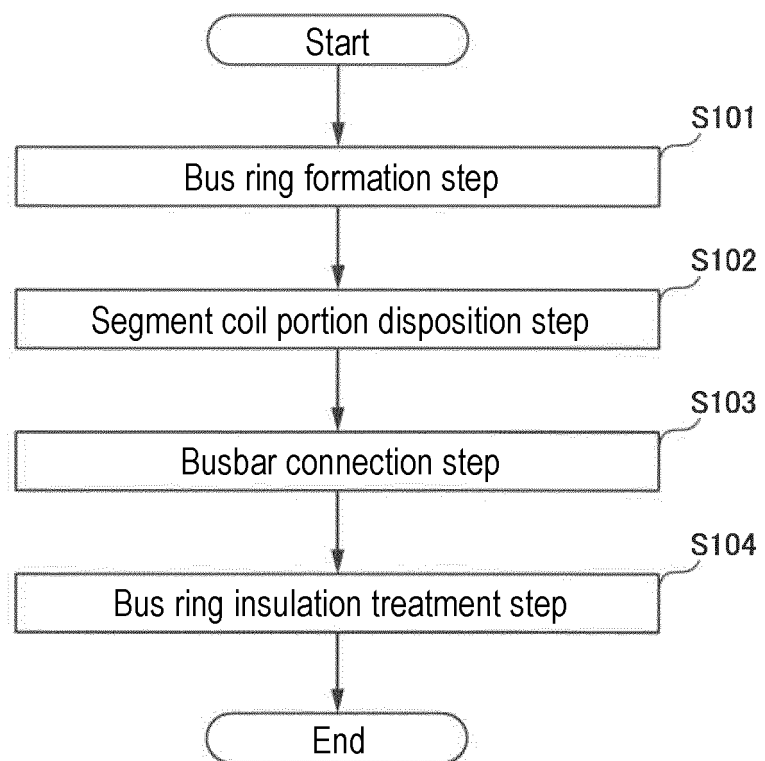 Start
S101
Bus ring formation step
S102
Segment coil portion disposition step
S103
Busbar connection step
S104
Bus ring insulation treatment step
End